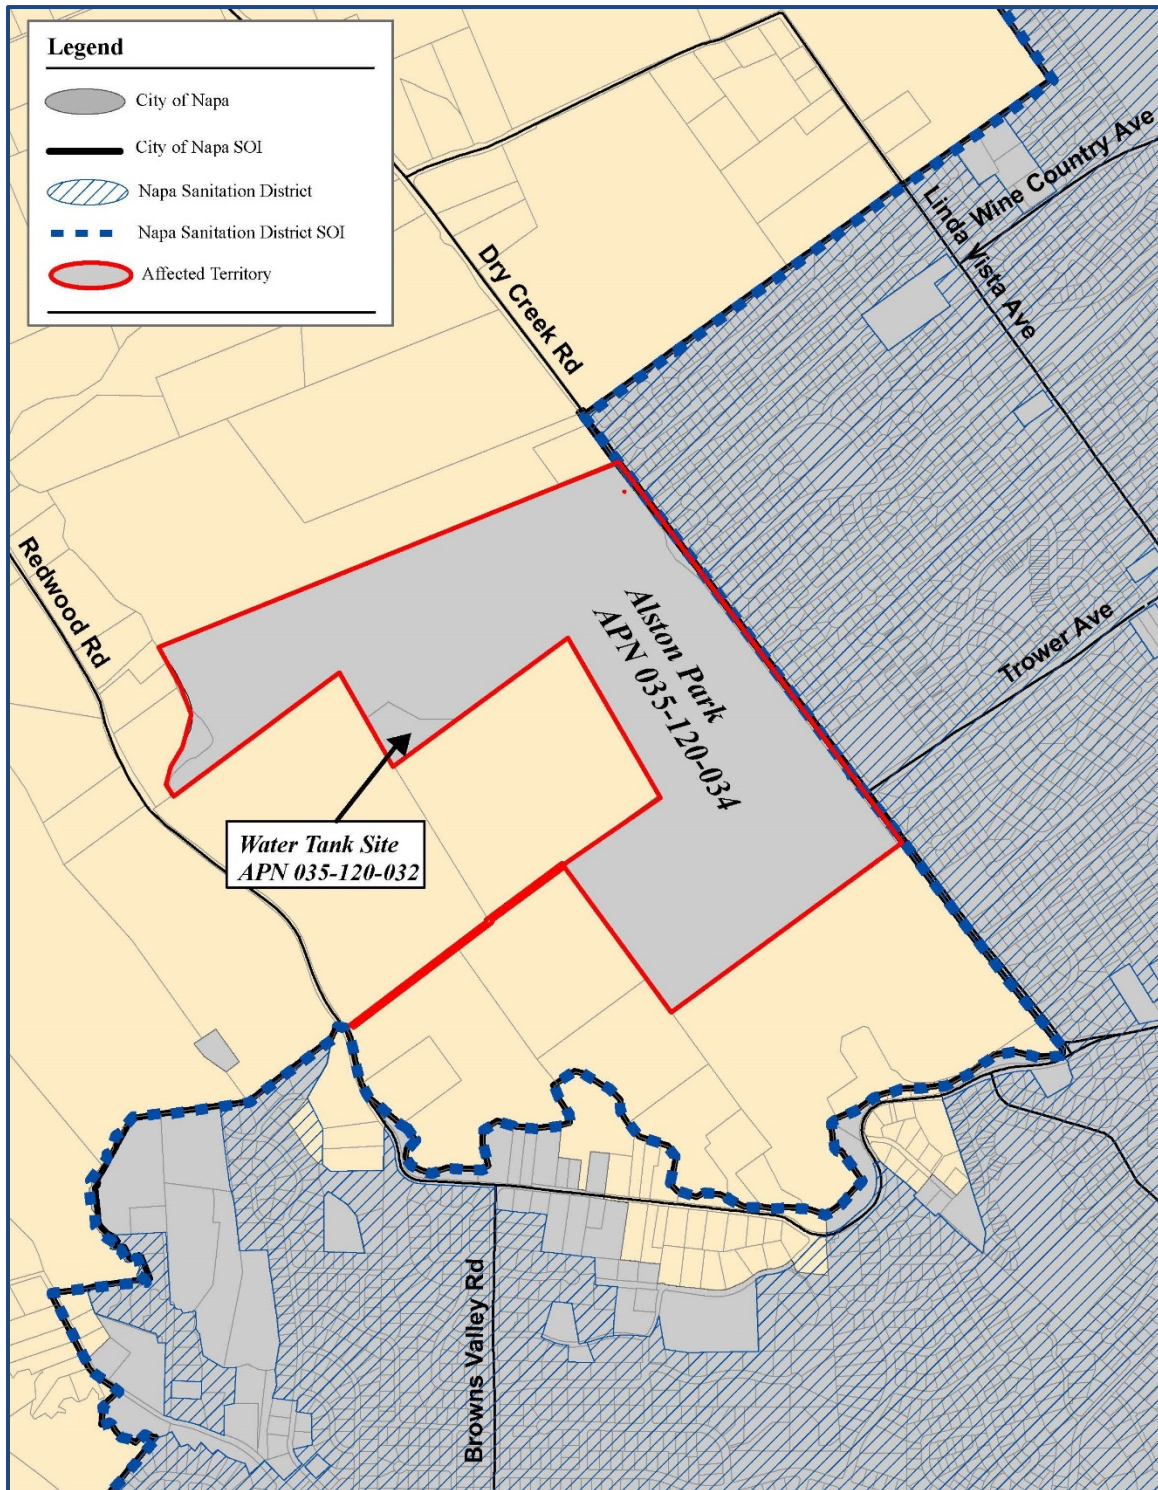 Legend
City of Napa
City of Napa SOI
Napa Sanitation District
Napa Sanitation District SOI
Affected Territory
Wine Country Ave
Linda Vista Ave
Dry Creek Rd
Redwood Rd
Alston Park
APN 035-120-034
Trower Ave
Water Tank Site
APN 035-120-032
Browns Valley Rd